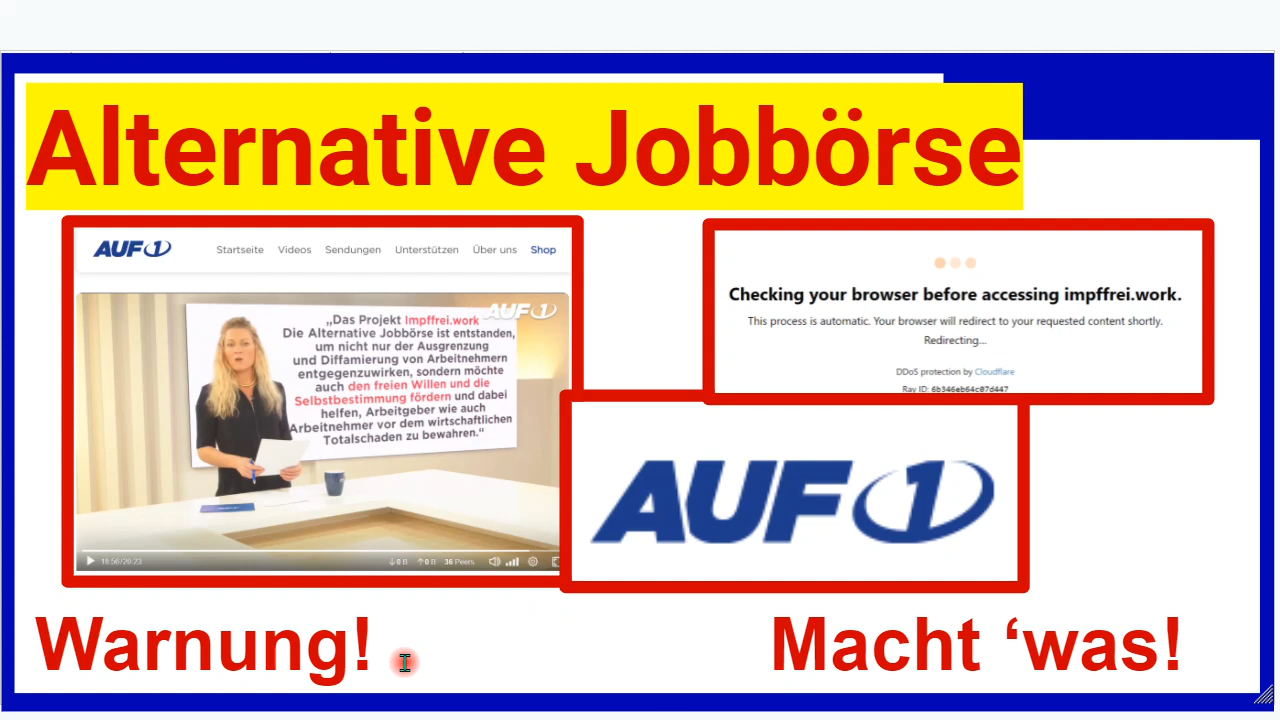 Alternative Jobbörse
AUF1
Startseite Videos Sendungen Unterstützen Über uns Shop
AUF1
„Das Projekt Impffrei.work
Die Alternative Jobbörse ist entstanden,
um nicht nur der Ausgrenzung
und Diffamierung von Arbeitnehmern
entgegenzuwirken, sondern möchte
auch den freien Willen und die
Selbstbestimmung fördern und dabei
helfen, Arbeitgeber wie auch
Arbeitnehmer vor dem wirtschaftlichen
Totalschaden zu bewahren.“
18:56/20:23 ↓0 B ↑0 B 36 Peers
Checking your browser before accessing impffrei.work.
This process is automatic. Your browser will redirect to your requested content shortly.
Redirecting...
DDoS protection by Cloudflare
Ray ID: 6b346eb64c07d447
AUF1
Warnung!
Macht ‘was!